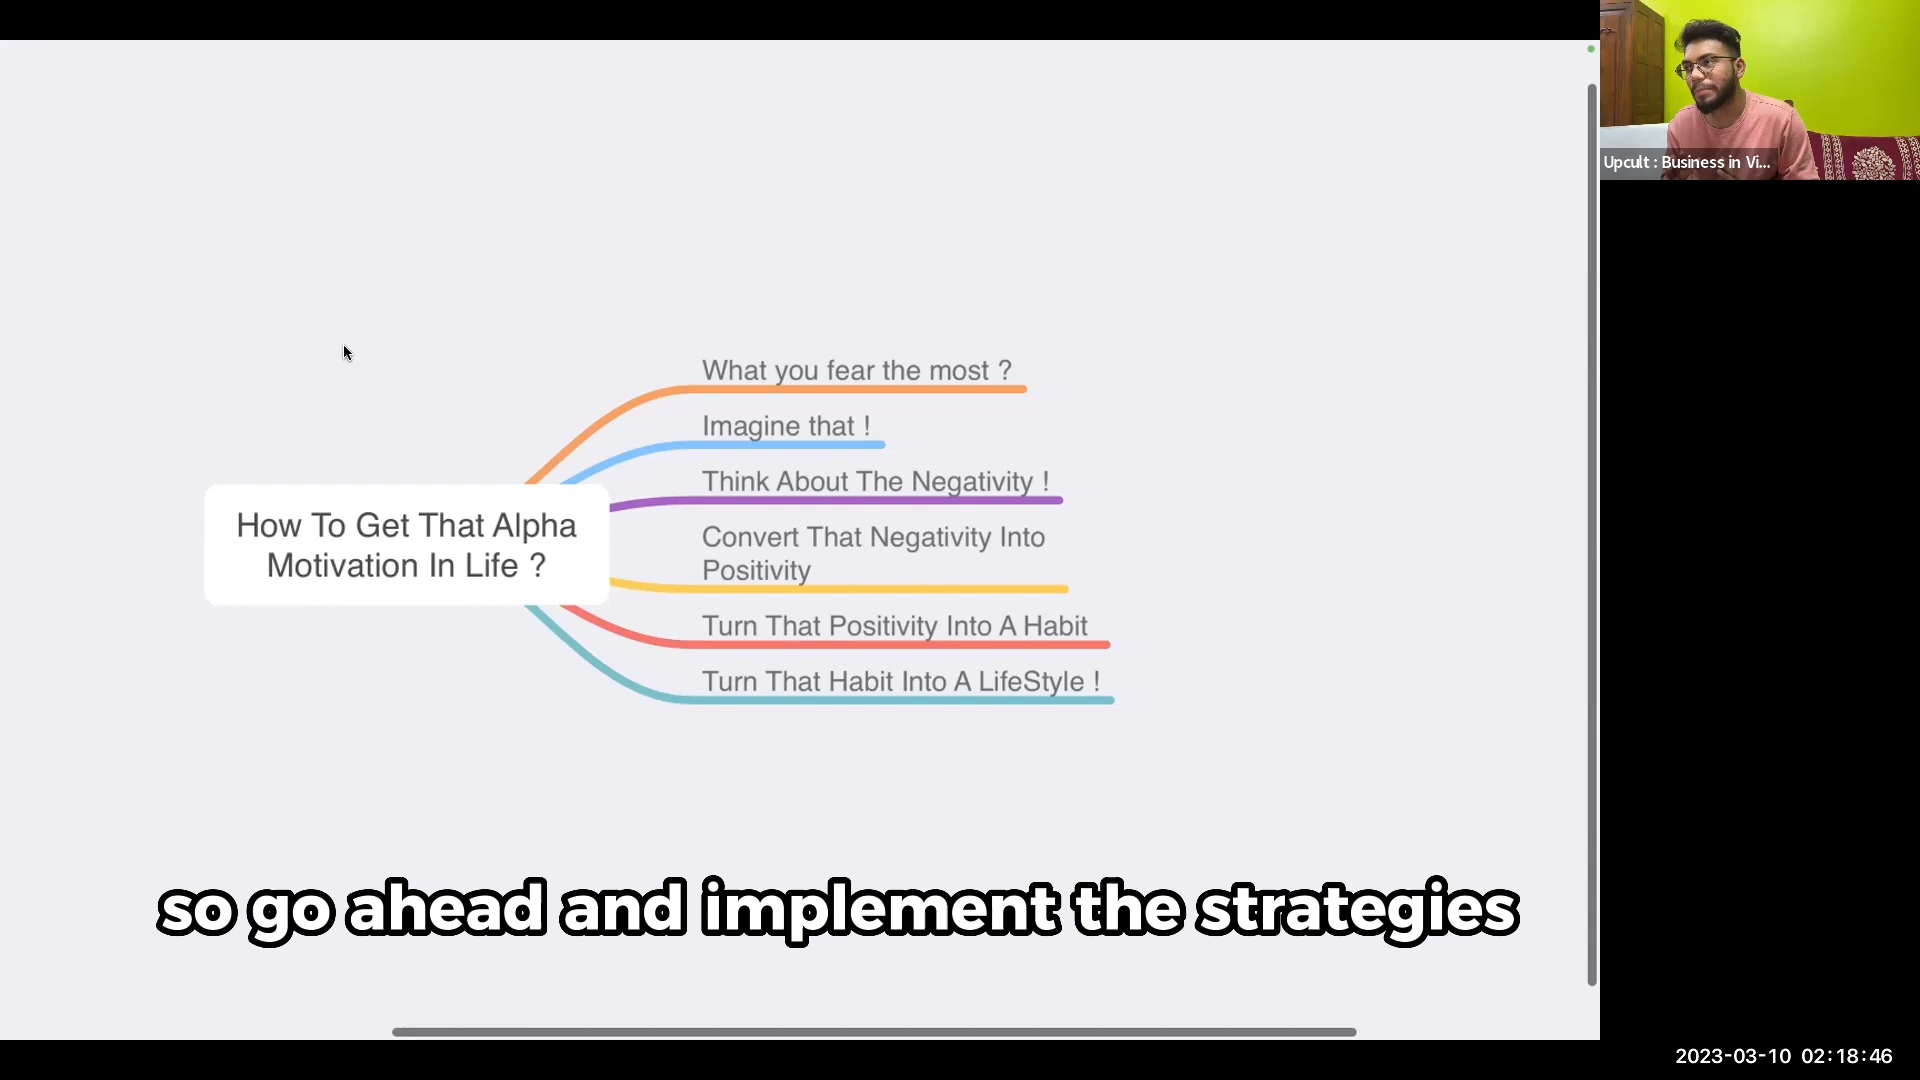 Upcult : Business in Vi...
What you fear the most ?
Imagine that !
Think About The Negativity !
How To Get That Alpha
Motivation In Life ?
Convert That Negativity Into
Positivity
Turn That Positivity Into A Habit
Turn That Habit Into A LifeStyle !
so go ahead and implement the strategies
2023-03-10 02:18:46